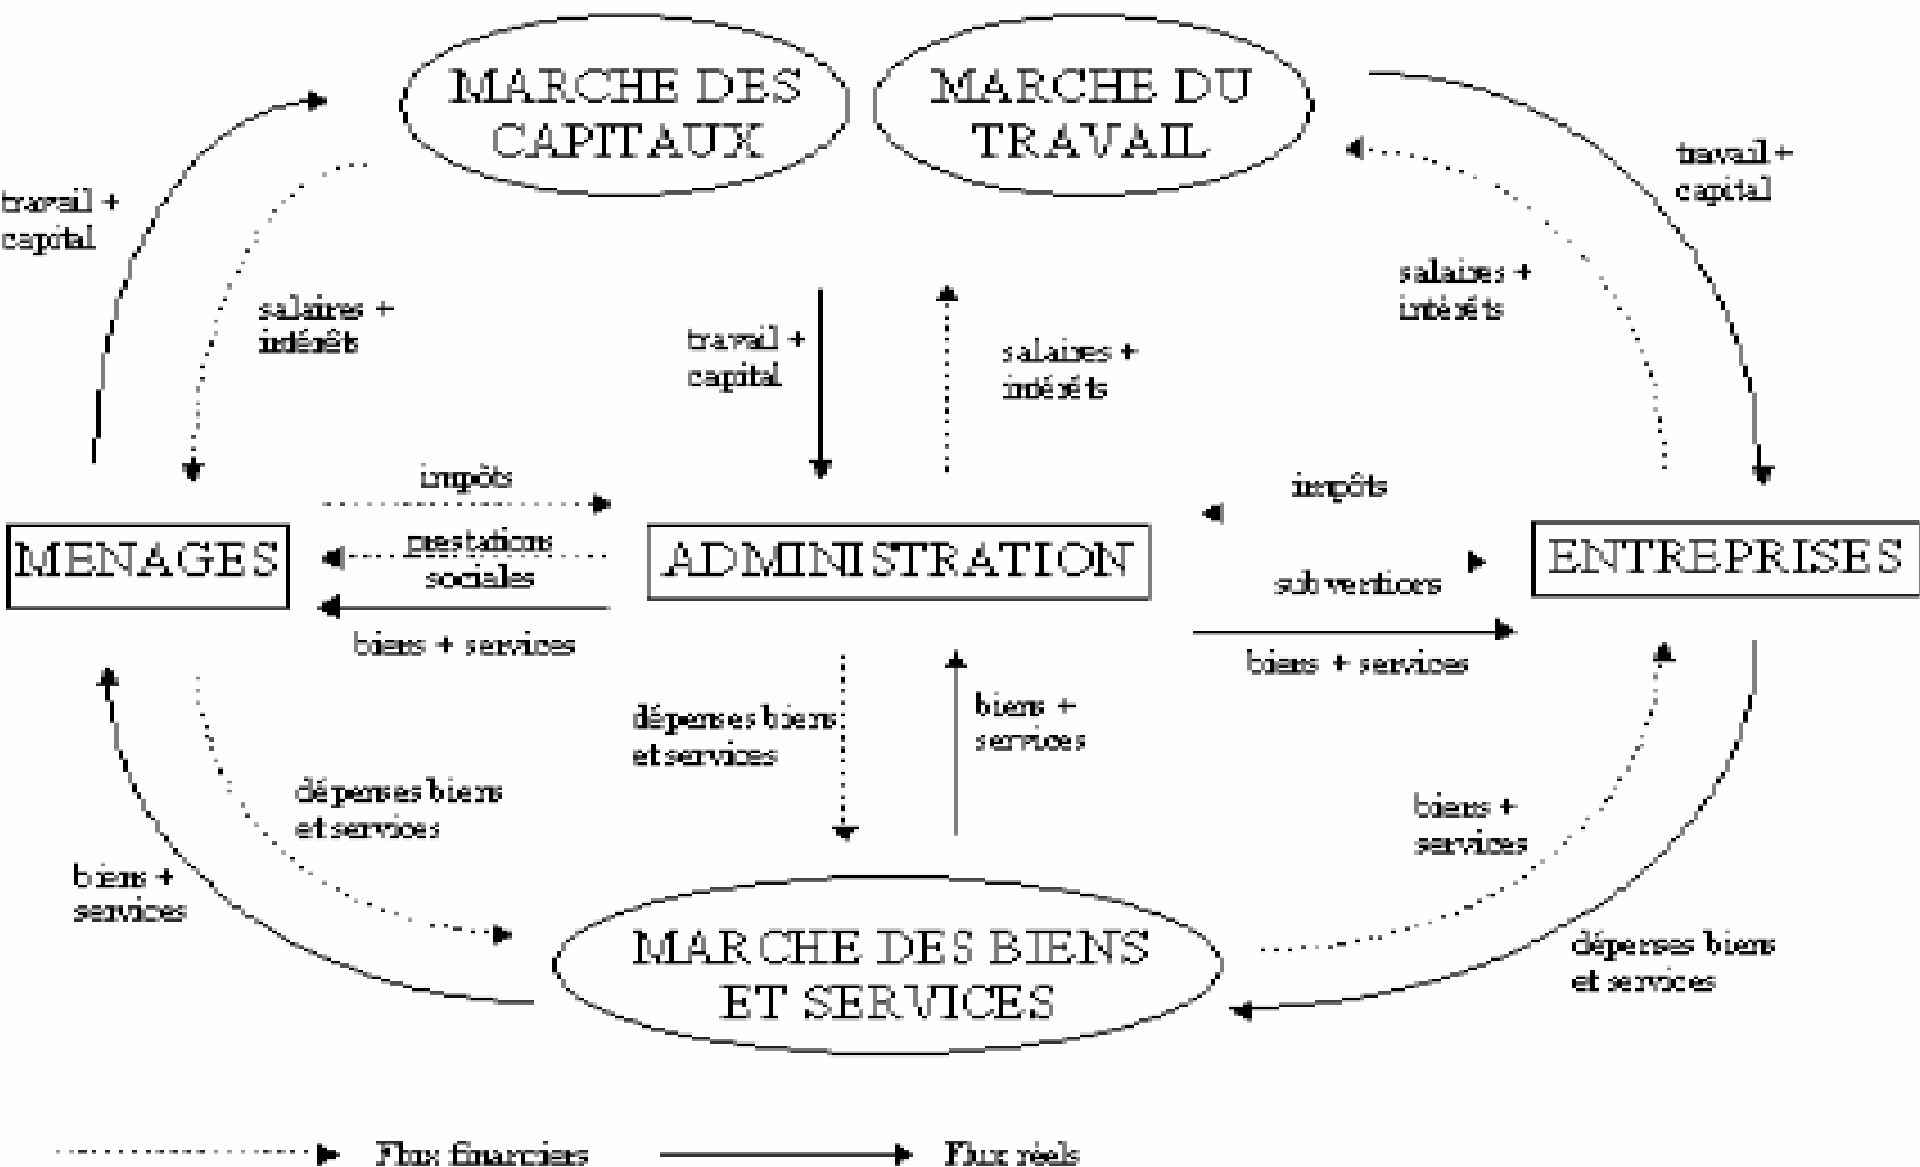 MARCHE DES
CAPITAUX
MARCHE DU
TRAVAIL
travail +
capital
travail +
capital
salaires +
intérêts
salaires +
intérêts
travail +
capital
salaires +
intérêts
impôts
impôts
MENAGES
prestations
sociales
ADMINISTRATION
subventions
ENTREPRISES
biens + services
biens + services
dépenses biens
et services
biens +
services
dépenses biens
et services
biens +
services
biens +
services
dépenses biens
et services
MARCHE DES BIENS
ET SERVICES
Flux financiers
Flux réels